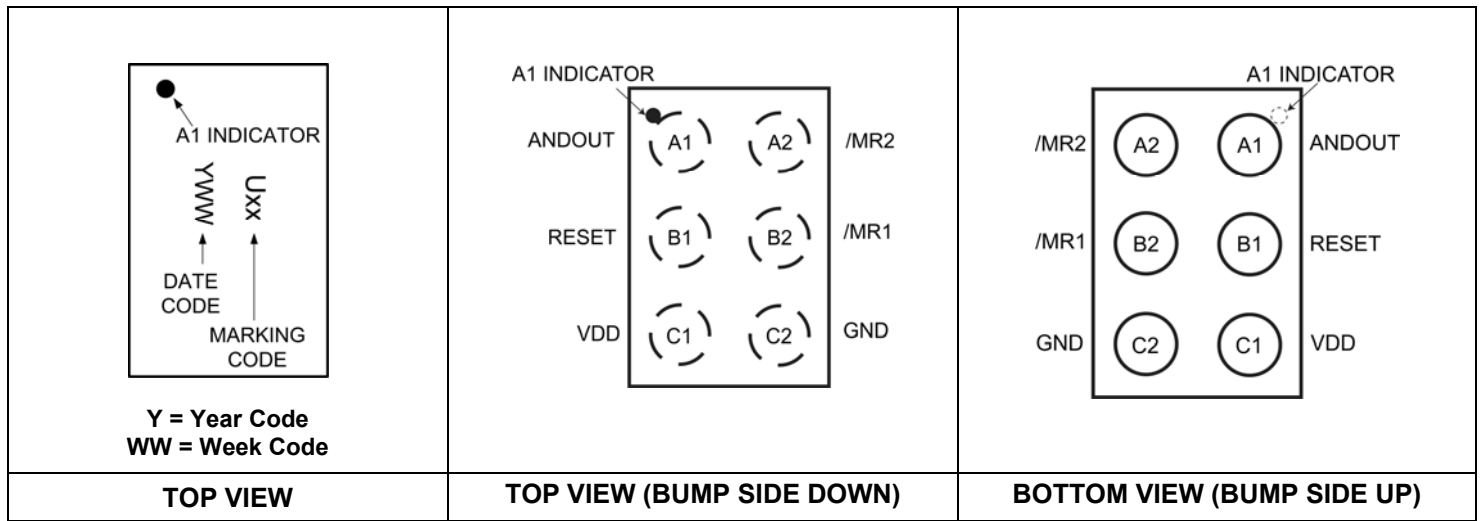 A1 INDICATOR
YWW
Uxx
DATE
CODE
MARKING
CODE
Y = Year Code
WW = Week Code
TOP VIEW
A1 INDICATOR
ANDOUT
A1
A2
/MR2
RESET
B1
B2
/MR1
VDD
C1
C2
GND
TOP VIEW (BUMP SIDE DOWN)
A1 INDICATOR
/MR2
A2
A1
ANDOUT
/MR1
B2
B1
RESET
GND
C2
C1
VDD
BOTTOM VIEW (BUMP SIDE UP)